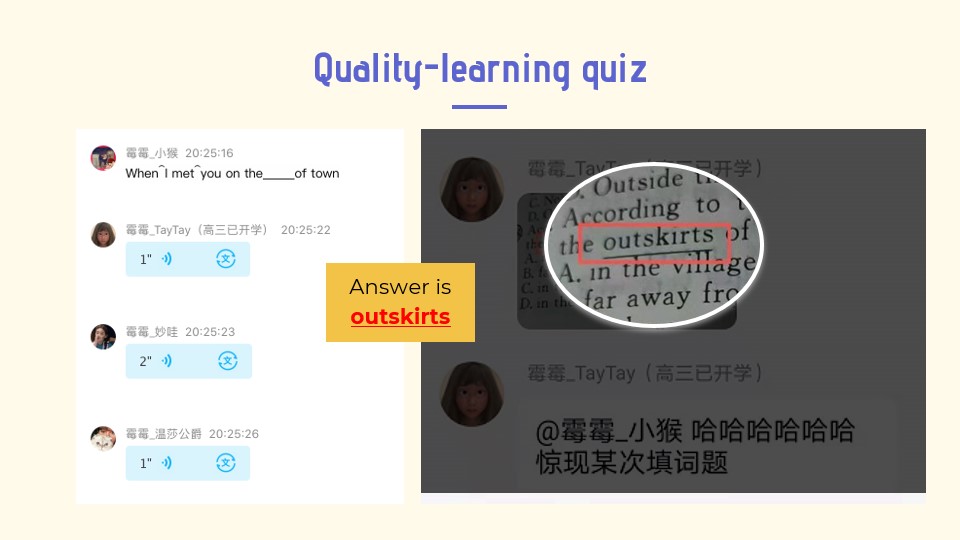 Quality-learning quiz
霉霉_小猴 20:25:16
When I met you on the_____of town
霉霉_TayTay（高三已开学） 20:25:22
1"
文
霉霉_妙哇 20:25:23
2"
文
霉霉_温莎公爵 20:25:26
1"
文
Answer is
outskirts
霉霉_TayTay（高三已开学）
Outside
According to
the outskirts of
A. in the village
far away fro
霉霉_TayTay（高三已开学）
@霉霉_小猴 哈哈哈哈哈哈
惊现某次填词题